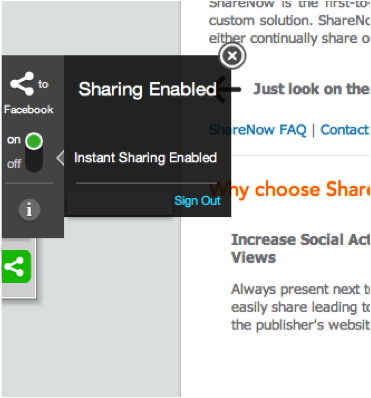 ShareNow is the first-to-
custom solution. ShareNo
either continually share o
to
Facebook
on
off
Sharing Enabled
Instant Sharing Enabled
Sign Out
Just look on the
ShareNow FAQ | Contact
Why choose Share
Increase Social Act
Views
Always present next t
easily share leading to
the publisher's websit